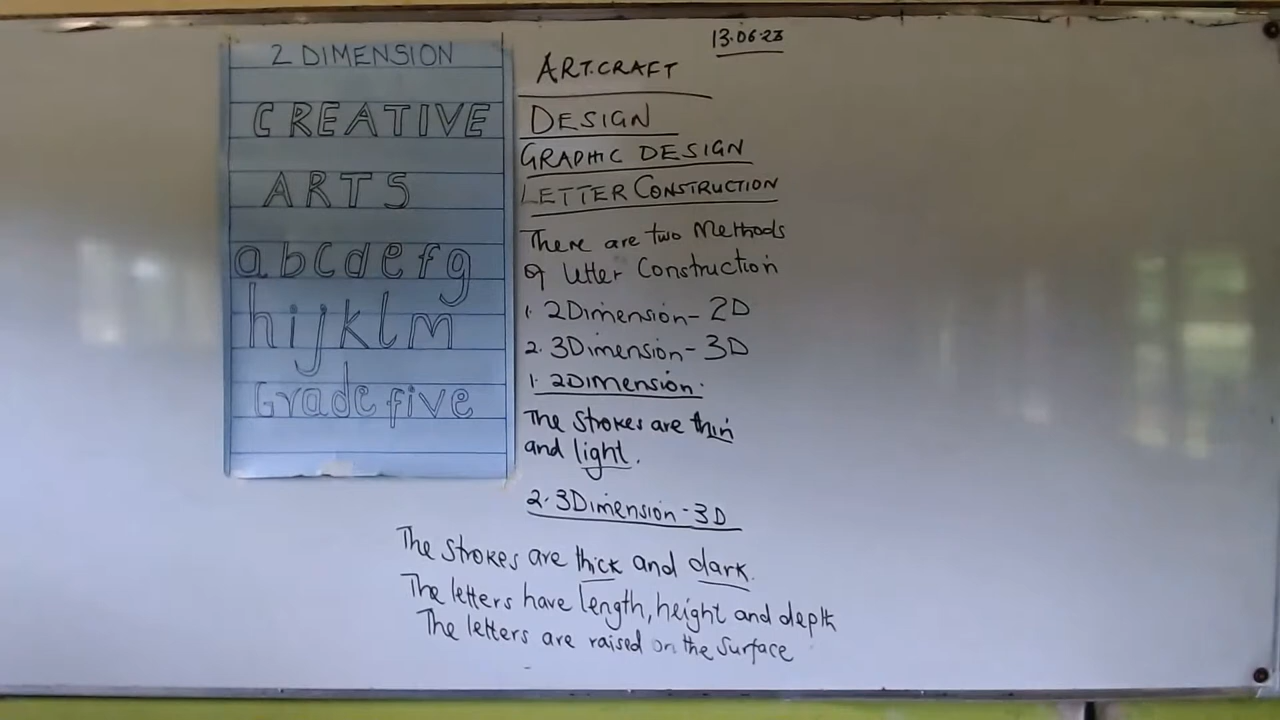 2 DIMENSION
CREATIVE
ARTS
abcdefg
hijklm
Grade five
13.06.23
ART.CRAFT
DESIGN
GRAPHIC DESIGN
LETTER CONSTRUCTION
There are two Methods
of letter Construction
1. 2Dimension - 2D
2. 3Dimension - 3D
1. 2Dimension.
The Strokes are thin
and light.
2. 3Dimension - 3D
The strokes are thick and dark.
The letters have length, height and depth
The letters are raised on the surface